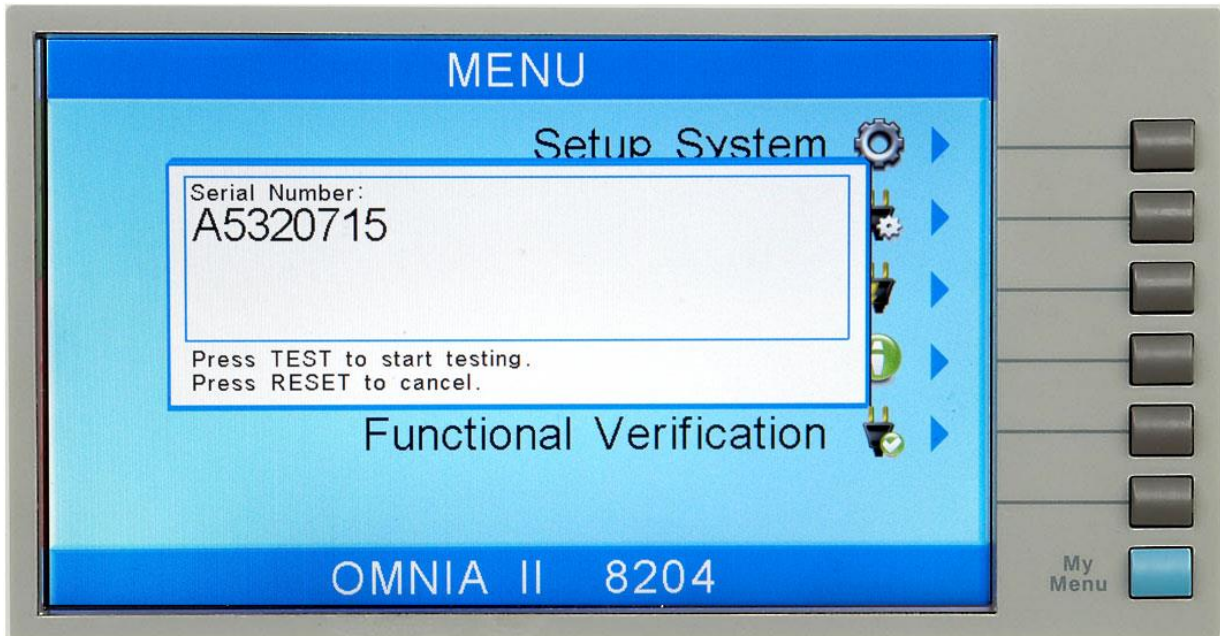 MENU
Setup System
Serial Number:
A5320715
Press TEST to start testing.
Press RESET to cancel.
Functional Verification
OMNIA II 8204
My
Menu